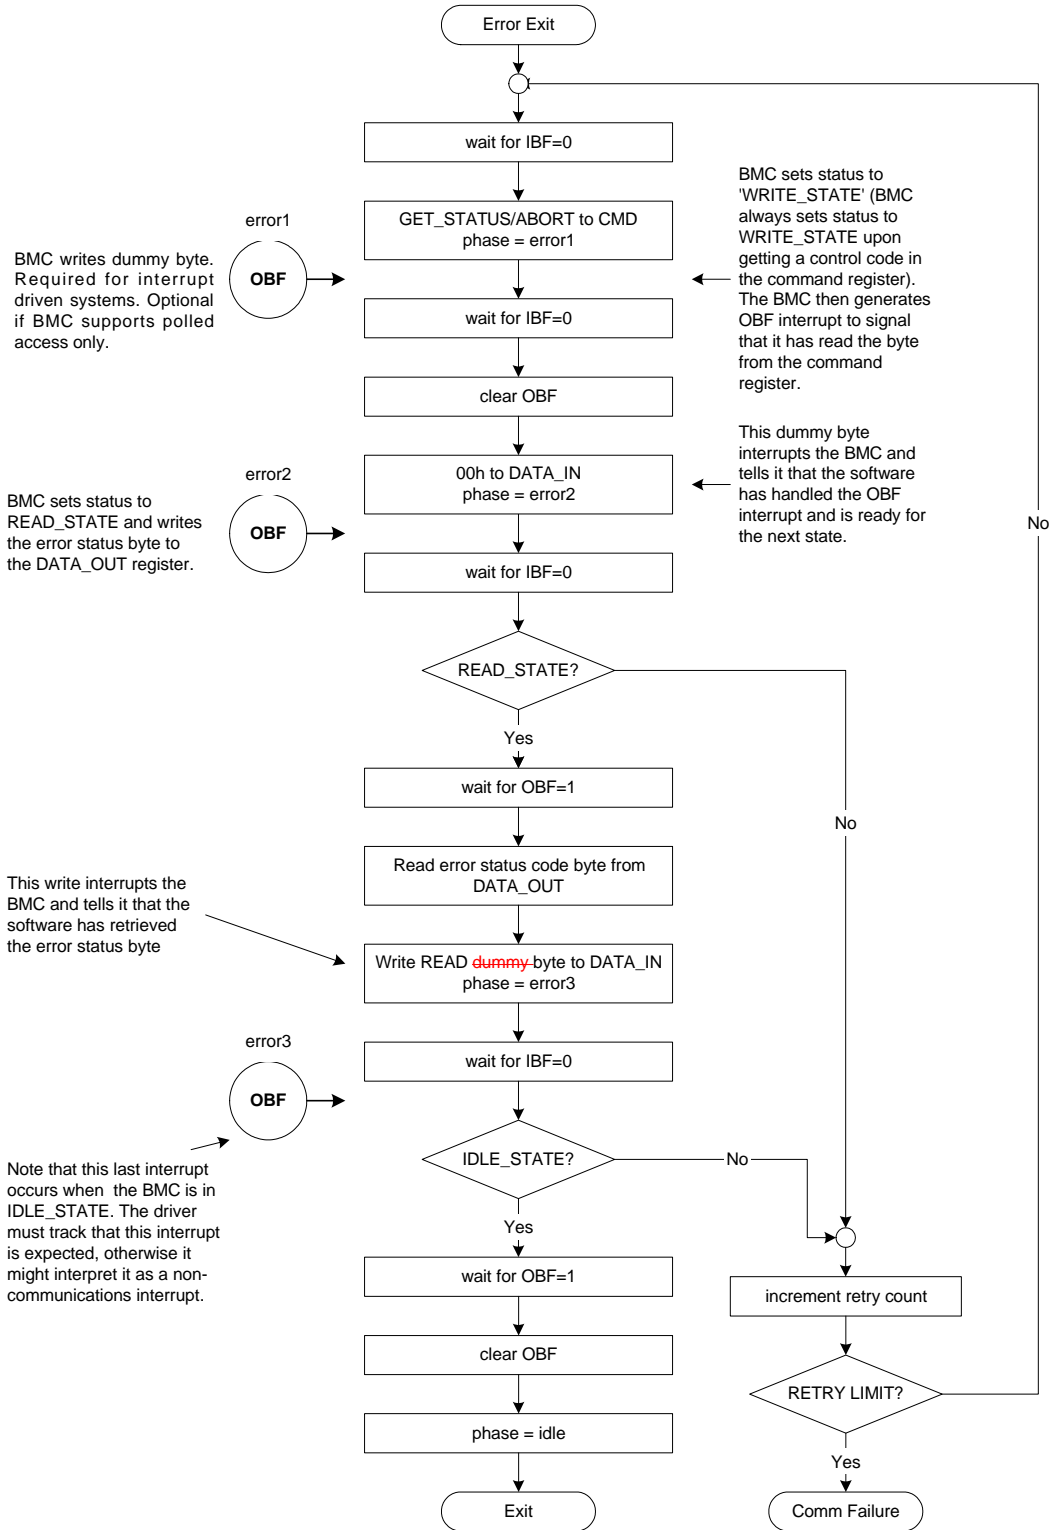 Error Exit
wait for IBF=0
GET_STATUS/ABORT to CMD
phase = error1
error1
OBF
BMC writes dummy byte.
Required for interrupt
driven systems. Optional
if BMC supports polled
access only.
BMC sets status to
'WRITE_STATE' (BMC
always sets status to
WRITE_STATE upon
getting a control code in
the command register).
The BMC then generates
OBF interrupt to signal
that it has read the byte
from the command
register.
wait for IBF=0
clear OBF
00h to DATA_IN
phase = error2
error2
OBF
BMC sets status to
READ_STATE and writes
the error status byte to
the DATA_OUT register.
This dummy byte
interrupts the BMC and
tells it that the software
has handled the OBF
interrupt and is ready for
the next state.
No
wait for IBF=0
READ_STATE?
Yes
No
wait for OBF=1
Read error status code byte from
DATA_OUT
This write interrupts the
BMC and tells it that the
software has retrieved
the error status byte
Write READ dummy byte to DATA_IN
phase = error3
error3
OBF
wait for IBF=0
IDLE_STATE?
No
Yes
Note that this last interrupt
occurs when the BMC is in
IDLE_STATE. The driver
must track that this interrupt
is expected, otherwise it
might interpret it as a non-
communications interrupt.
wait for OBF=1
increment retry count
clear OBF
RETRY LIMIT?
phase = idle
Yes
Exit
Comm Failure